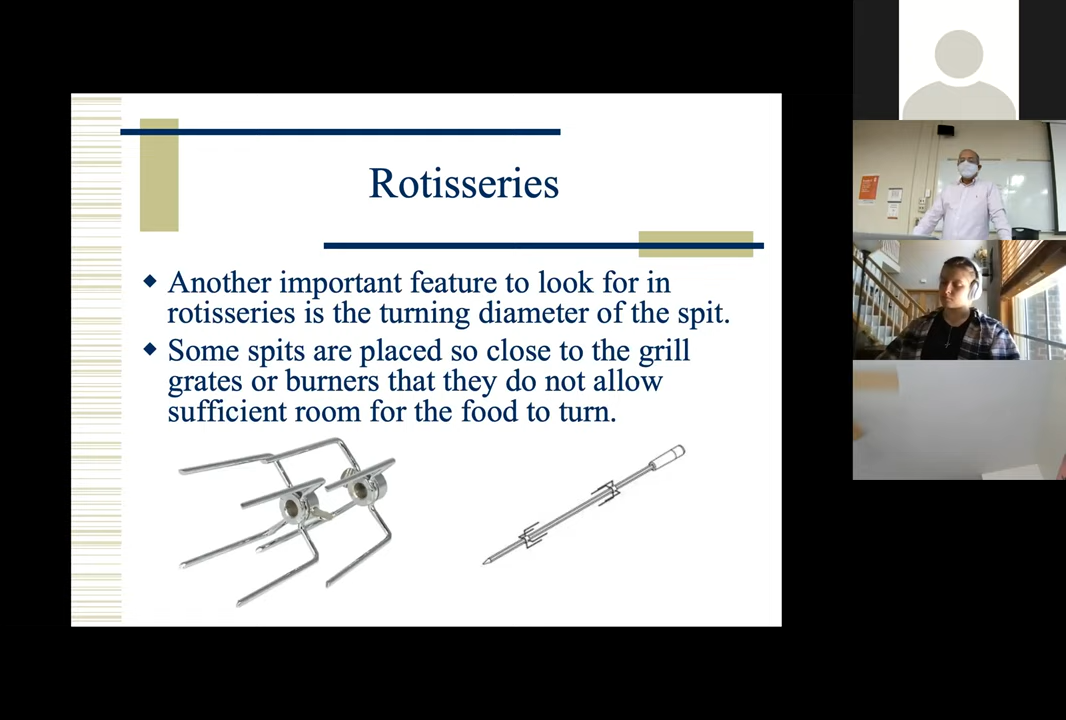 Rotisseries
Another important feature to look for in
rotisseries is the turning diameter of the spit.
Some spits are placed so close to the grill
grates or burners that they do not allow
sufficient room for the food to turn.